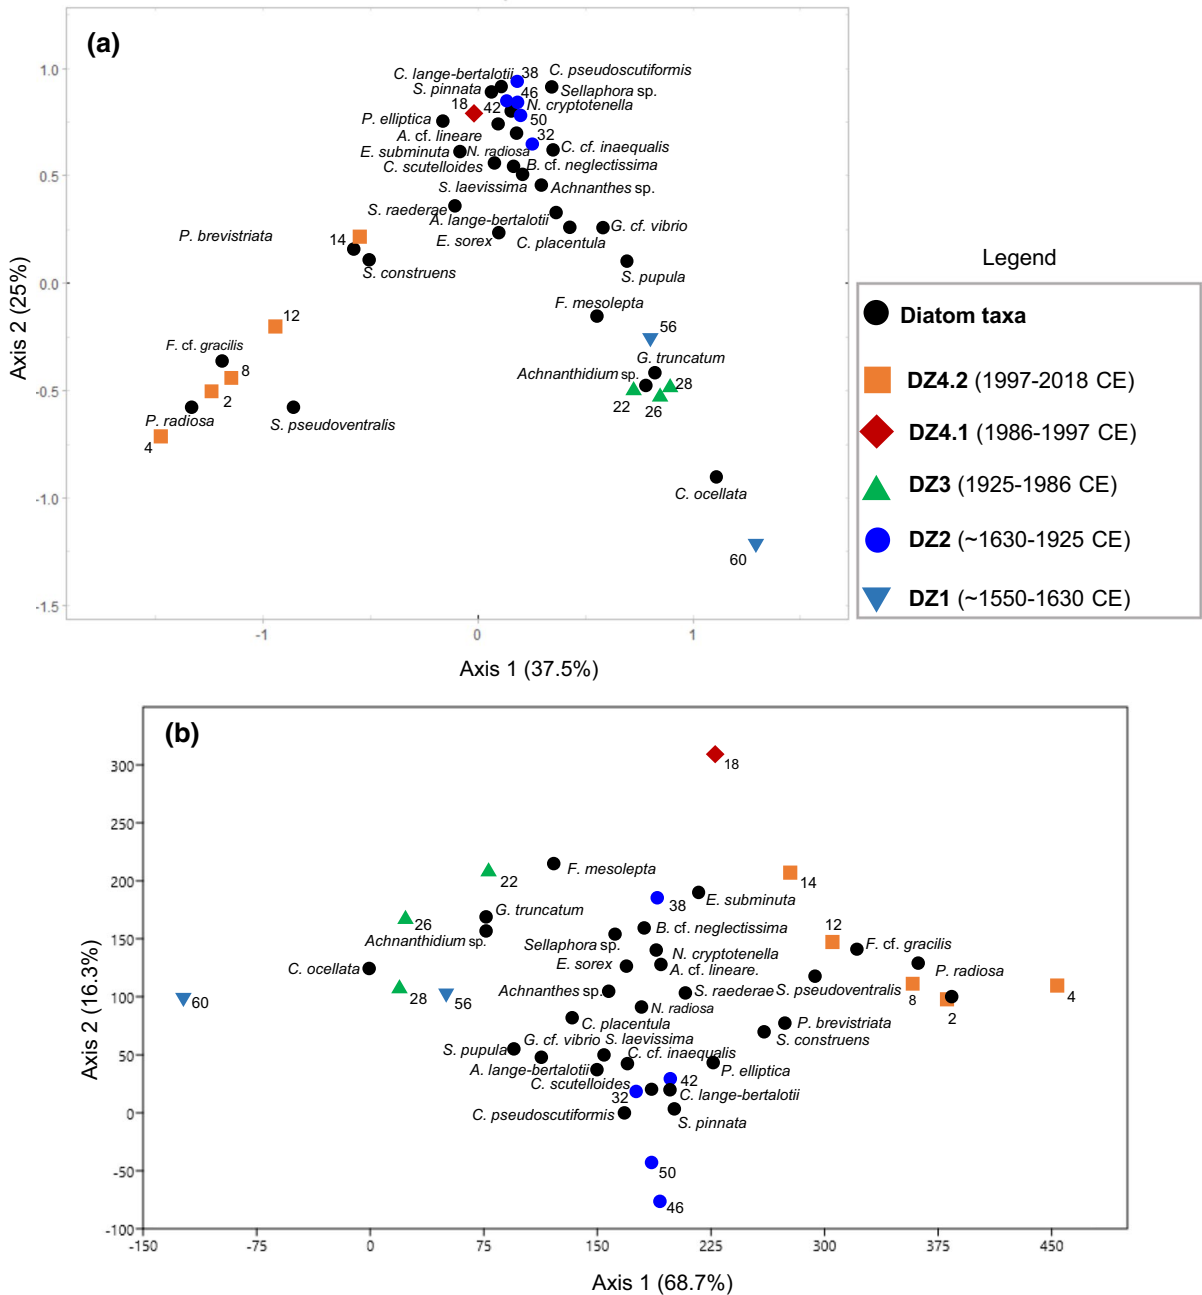 (a)
C. lange-bertalotii
38
C. pseudoscutiformis
S. pinnata
46
Sellaphora sp.
18
42
N. cryptotenella
P. elliptica
50
A. cf. lineare
32
E. subminuta
N. radiosa
C. cf. inaequalis
C. scutelloides
B. cf. neglectissima
S. laevissima
Achnanthes sp.
S. raederae
A. lange-bertalotii
G. cf. vibrio
P. brevistriata
14
E. sorex
C. placentula
S. construens
S. pupula
F. mesolepta
12
56
F. cf. gracilis
G. truncatum
8
Achnanthidium sp.
28
2
22
26
P. radiosa
S. pseudoventralis
4
C. ocellata
60
1.0
0.5
0.0
-0.5
-1.0
-1.5
Axis 2 (25%)
-1
0
1
Axis 1 (37.5%)
Legend
Diatom taxa
DZ4.2 (1997-2018 CE)
DZ4.1 (1986-1997 CE)
DZ3 (1925-1986 CE)
DZ2 (~1630-1925 CE)
DZ1 (~1550-1630 CE)
(b)
18
F. mesolepta
22
14
E. subminuta
38
G. truncatum
26
12
B. cf. neglectissima
Achnanthidium sp.
Sellaphora sp.
F. cf. gracilis
N. cryptotenella
C. ocellata
E. sorex
A. cf. lineare.
P. radiosa
Achnanthes sp.
S. raederae
S. pseudoventralis
60
28
56
8
4
N. radiosa
2
C. placentula
P. brevistriata
G. cf. vibrio
S. laevissima
S. construens
S. pupula
C. cf. inaequalis
A. lange-bertalotii
P. elliptica
C. scutelloides
42
32
C. lange-bertalotii
C. pseudoscutiformis
S. pinnata
50
46
300
250
200
150
100
50
0
-50
-100
Axis 2 (16.3%)
-150
-75
0
75
150
225
300
375
450
Axis 1 (68.7%)